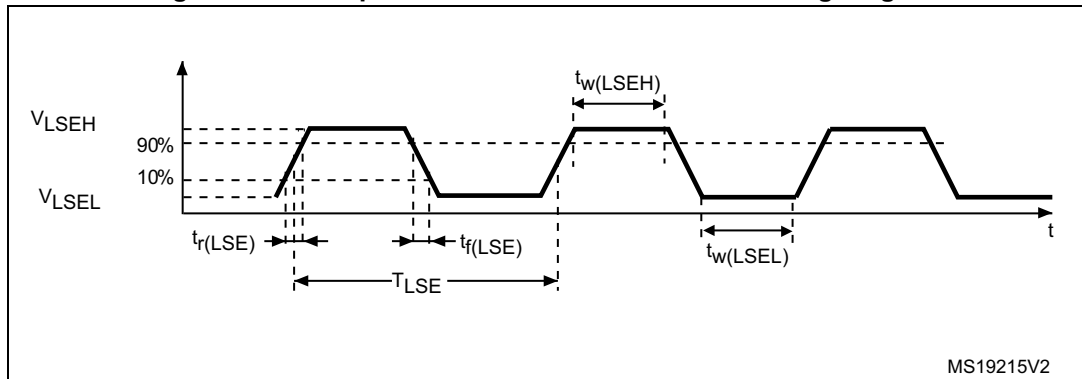 tw(LSEH)
VLSEH
90%
10%
VLSEL
tr(LSE)
tf(LSE)
tw(LSEL)
t
TLSE
MS19215V2